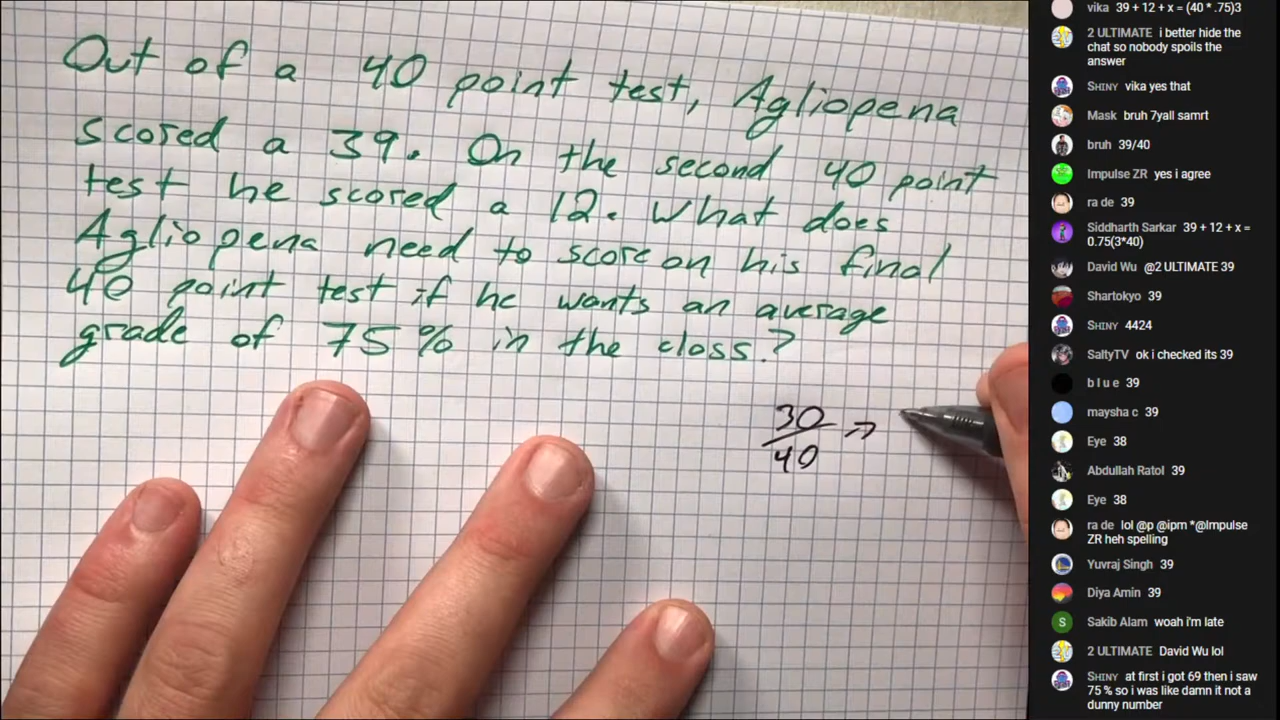 Out of a 40 point test, Agliopena
scored a 39. On the second 40 point
test he scored a 12. What does
Agliopena need to score on his final
40 point test if he wants an average
grade of 75% in the class?
30
40
vika 39 + 12 + x = (40 * .75)3
2 ULTIMATE i better hide the
chat so nobody spoils the
answer
SHINY vika yes that
Mask bruh 7yall samrt
bruh 39/40
Impulse ZR yes i agree
ra de 39
Siddharth Sarkar 39 + 12 + x =
0.75(3*40)
David Wu @2 ULTIMATE 39
Shartokyo 39
SHINY 4424
SaltyTV ok i checked its 39
b l u e 39
maysha c 39
Eye 38
Abdullah Ratol 39
Eye 38
ra de lol @p @ipm *@Impulse
ZR heh spelling
Yuvraj Singh 39
Diya Amin 39
S
Sakib Alam woah i'm late
2 ULTIMATE David Wu lol
SHINY at first i got 69 then i saw
75 % so i was like damn it not a
dunny number